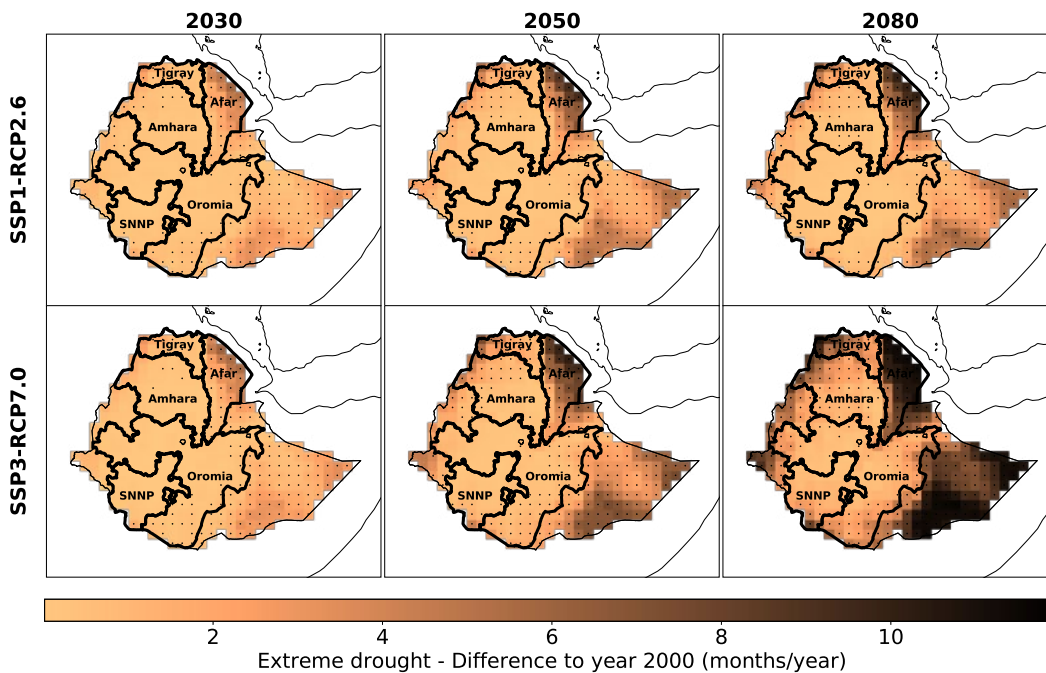 2030 2050 2080
SSP1-RCP2.6
Tigray Tigray Tigray
Afar Afar Afar
Amhara Amhara Amhara
Oromia Oromia Oromia
SNNP SNNP SNNP
SSP3-RCP7.0
Tigray Tigray Tigray
Afar Afar Afar
Amhara Amhara Amhara
Oromia Oromia Oromia
SNNP SNNP SNNP
2 4 6 8 10
Extreme drought - Difference to year 2000 (months/year)